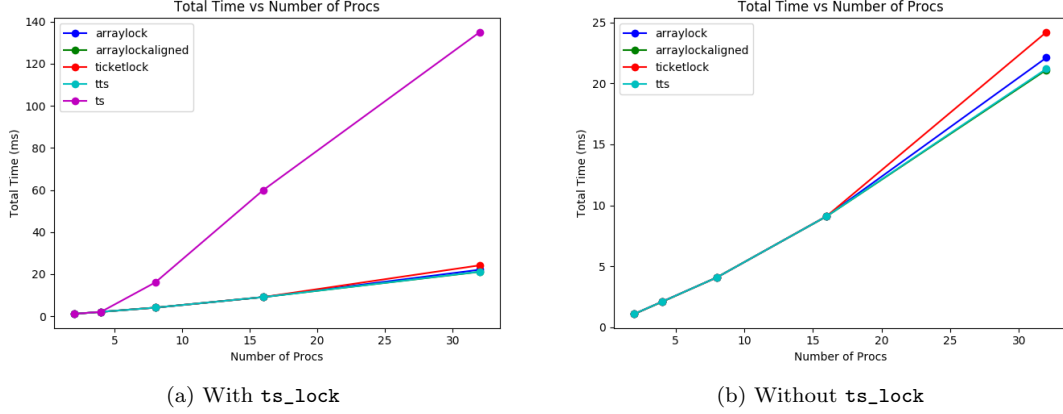 Total Time vs Number of Procs
140
120
100
80
60
40
20
0
Total Time (ms)
arraylock
arraylockaligned
ticketlock
tts
ts
5
10
15
20
25
30
Number of Procs
(a) With ts_lock
Total Time vs Number of Procs
25
20
15
10
5
0
Total Time (ms)
arraylock
arraylockaligned
ticketlock
tts
5
10
15
20
25
30
Number of Procs
(b) Without ts_lock